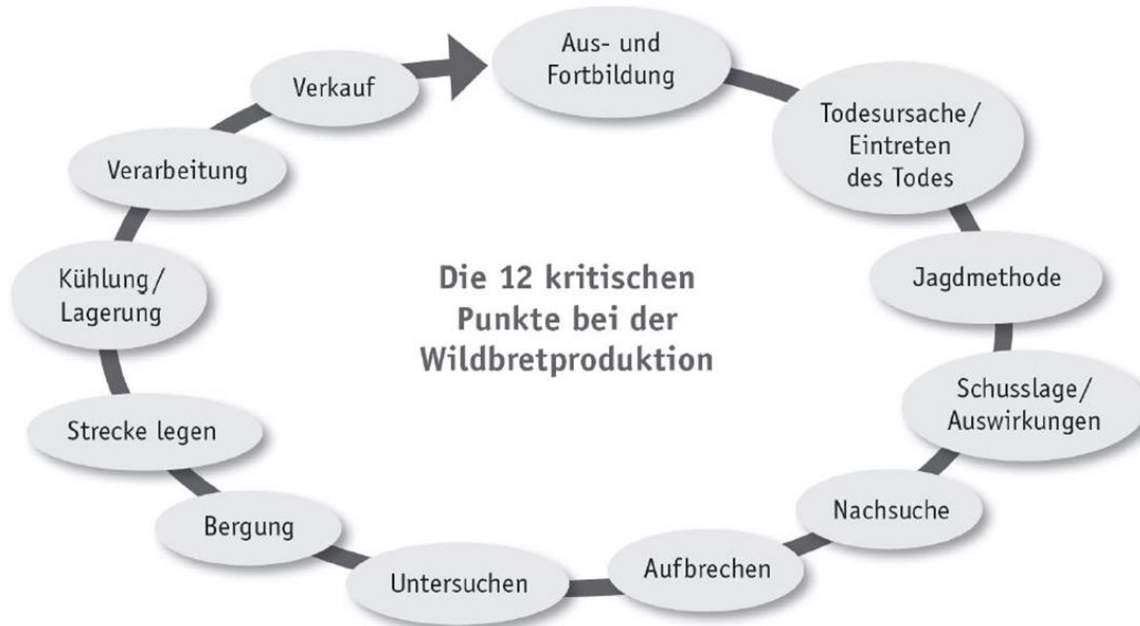 Die 12 kritischen
Punkte bei der
Wildbretproduktion
Aus- und
Fortbildung
Todesursache/
Eintreten
des Todes
Jagdmethode
Schusslage/
Auswirkungen
Nachsuche
Aufbrechen
Untersuchen
Bergung
Strecke legen
Kühlung/
Lagerung
Verarbeitung
Verkauf